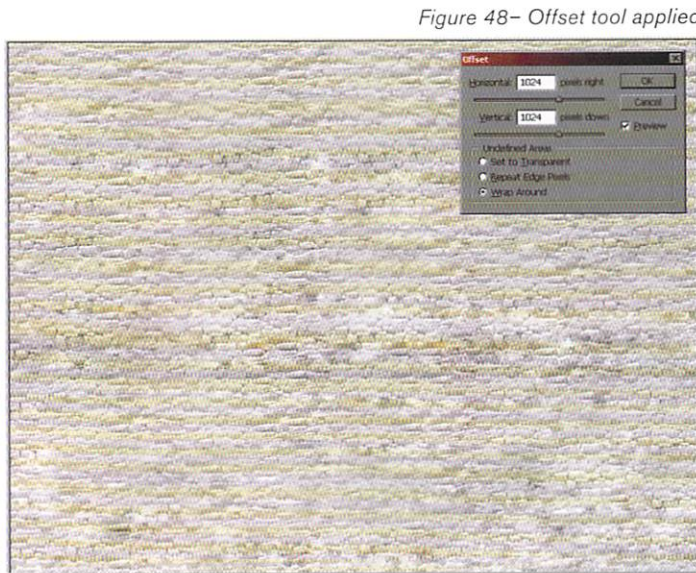 Figure 48– Offset tool applied
Offset
Horizontal: 1024 pixels right OK
Cancel
Vertical: 1024 pixels down
Preview
Undefined Areas
Set to Transparent
Repeat Edge Pixels
Wrap Around